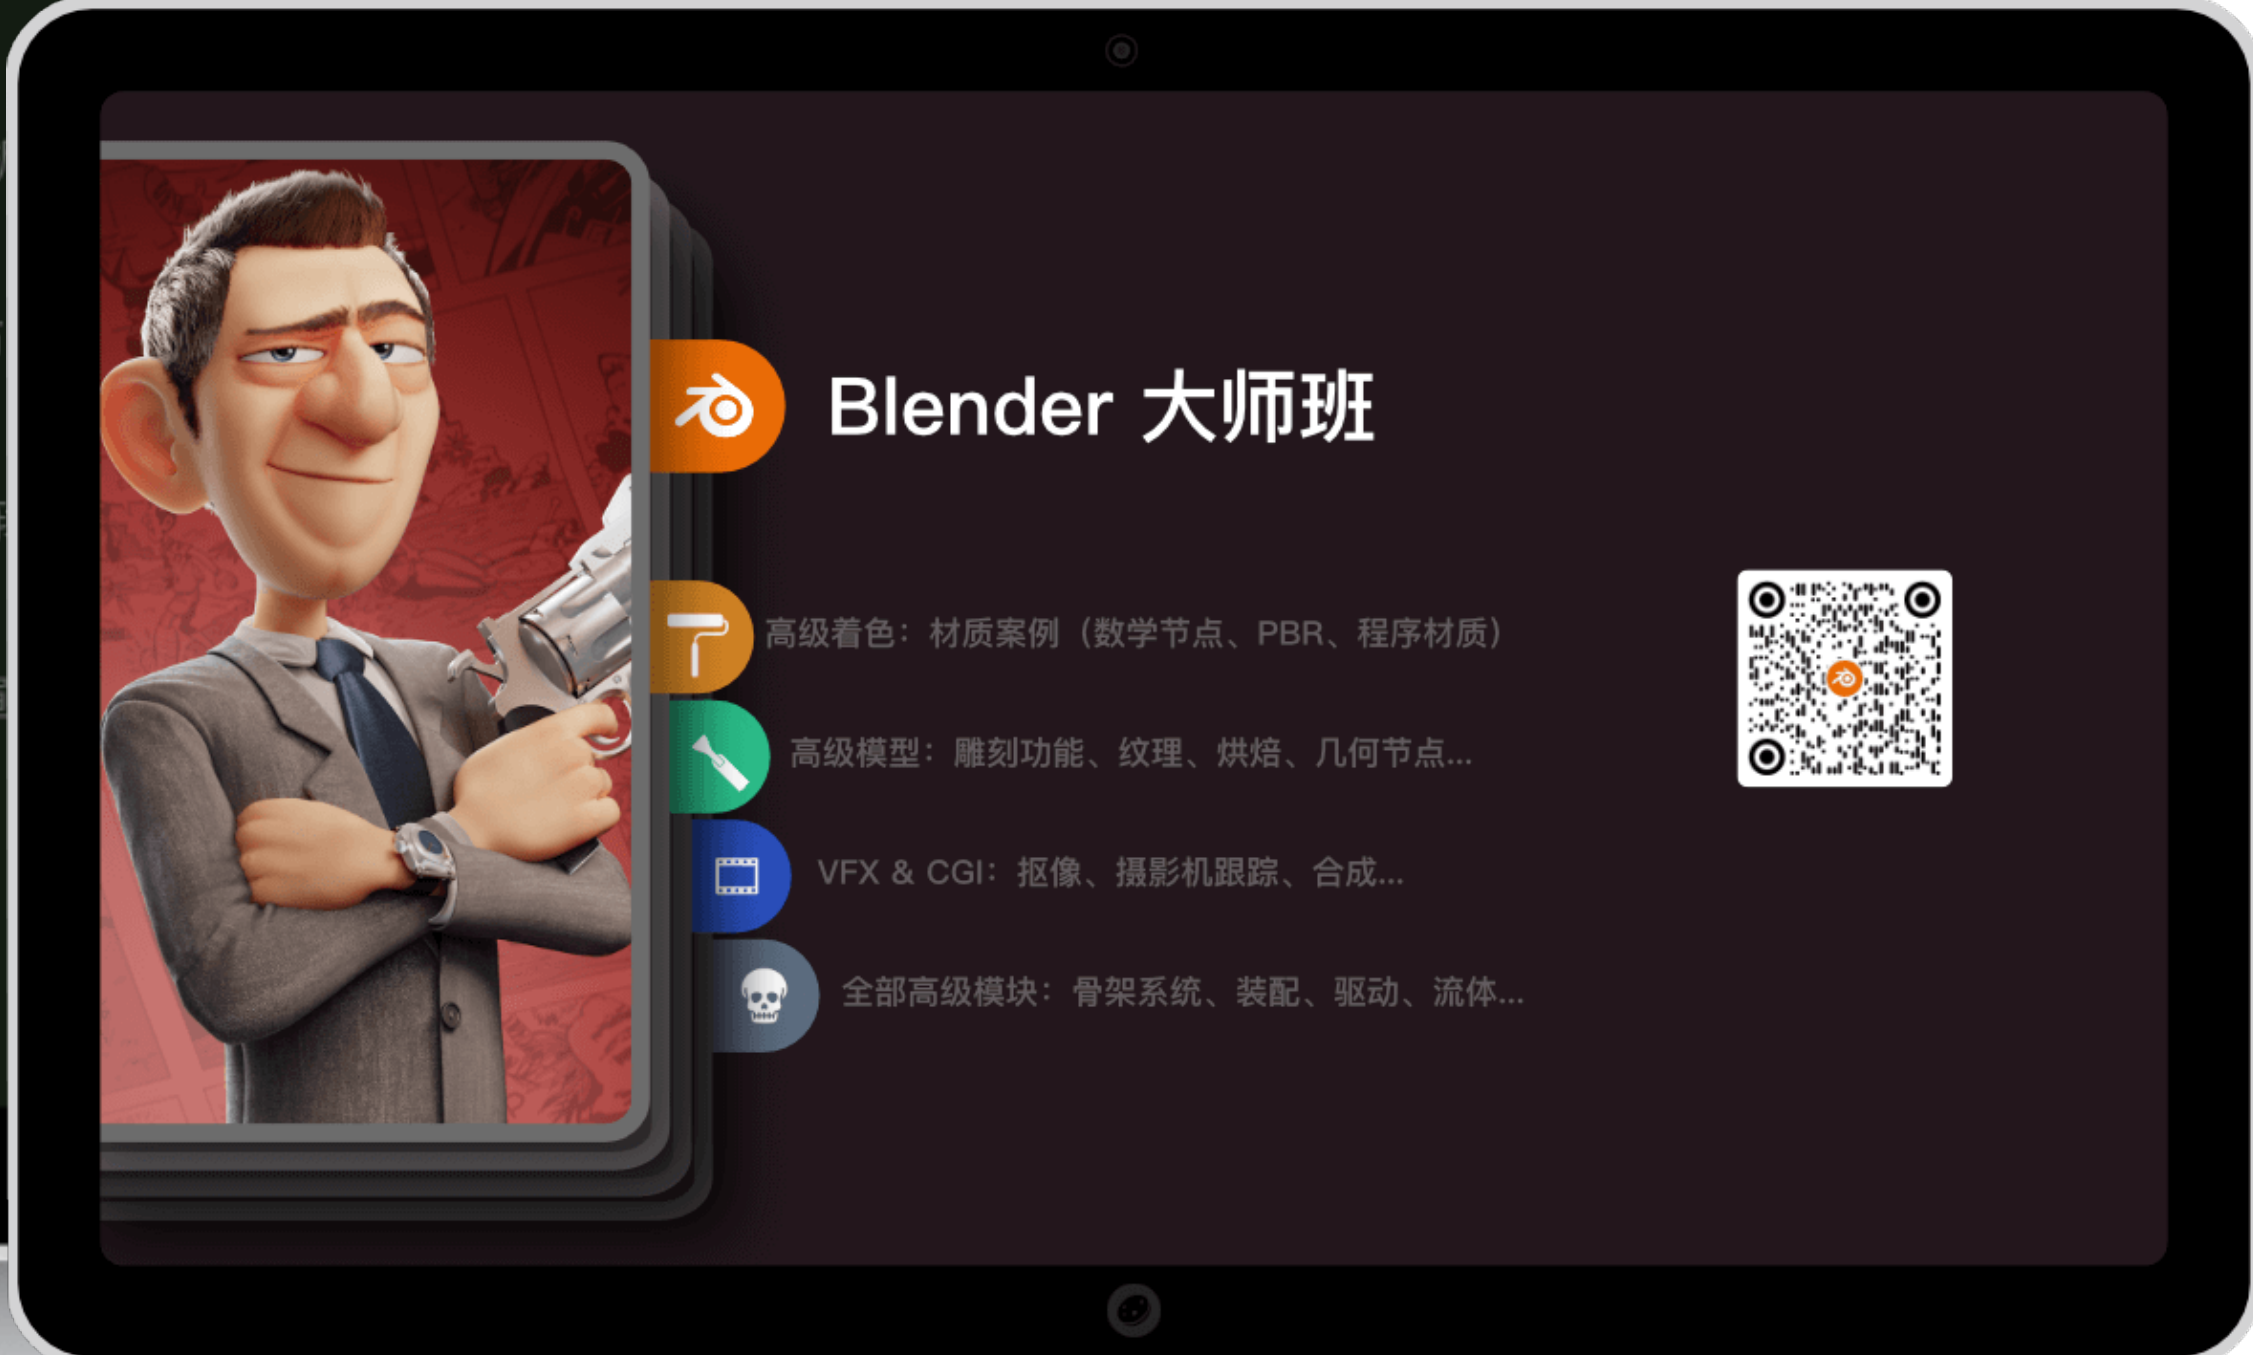 Blender 大师班
高级着色：材质案例（数学节点、PBR、程序材质）
高级模型：雕刻功能、纹理、烘焙、几何节点...
VFX & CGI：抠像、摄影机跟踪、合成...
全部高级模块：骨架系统、装配、驱动、流体...